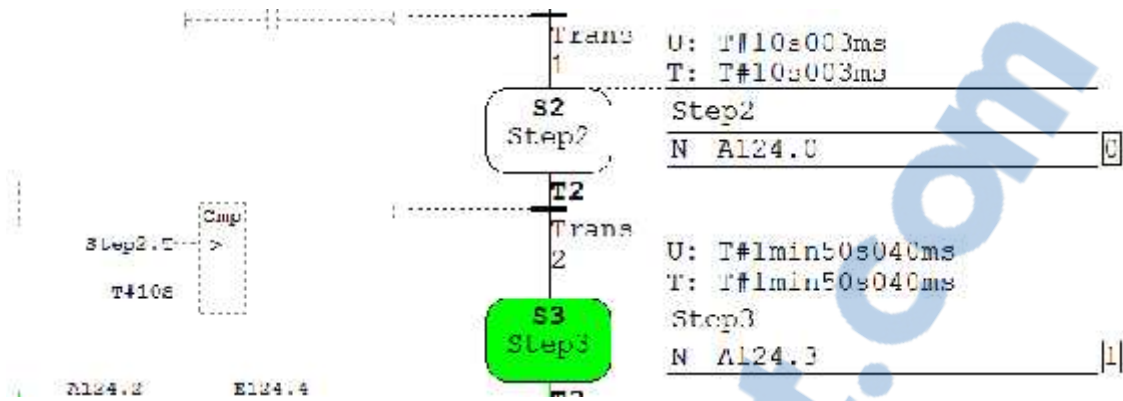 Trans
1
U: T#10s003ms
T: T#10s003ms
S2
Step2
Step2
N A124.0 0
T2
Trans
2
Cmp
Step2.T >
T#10S
U: T#1min50s040ms
T: T#1min50s040ms
S3
Step3
Step3
N A124.3 1
A124.2 E124.4